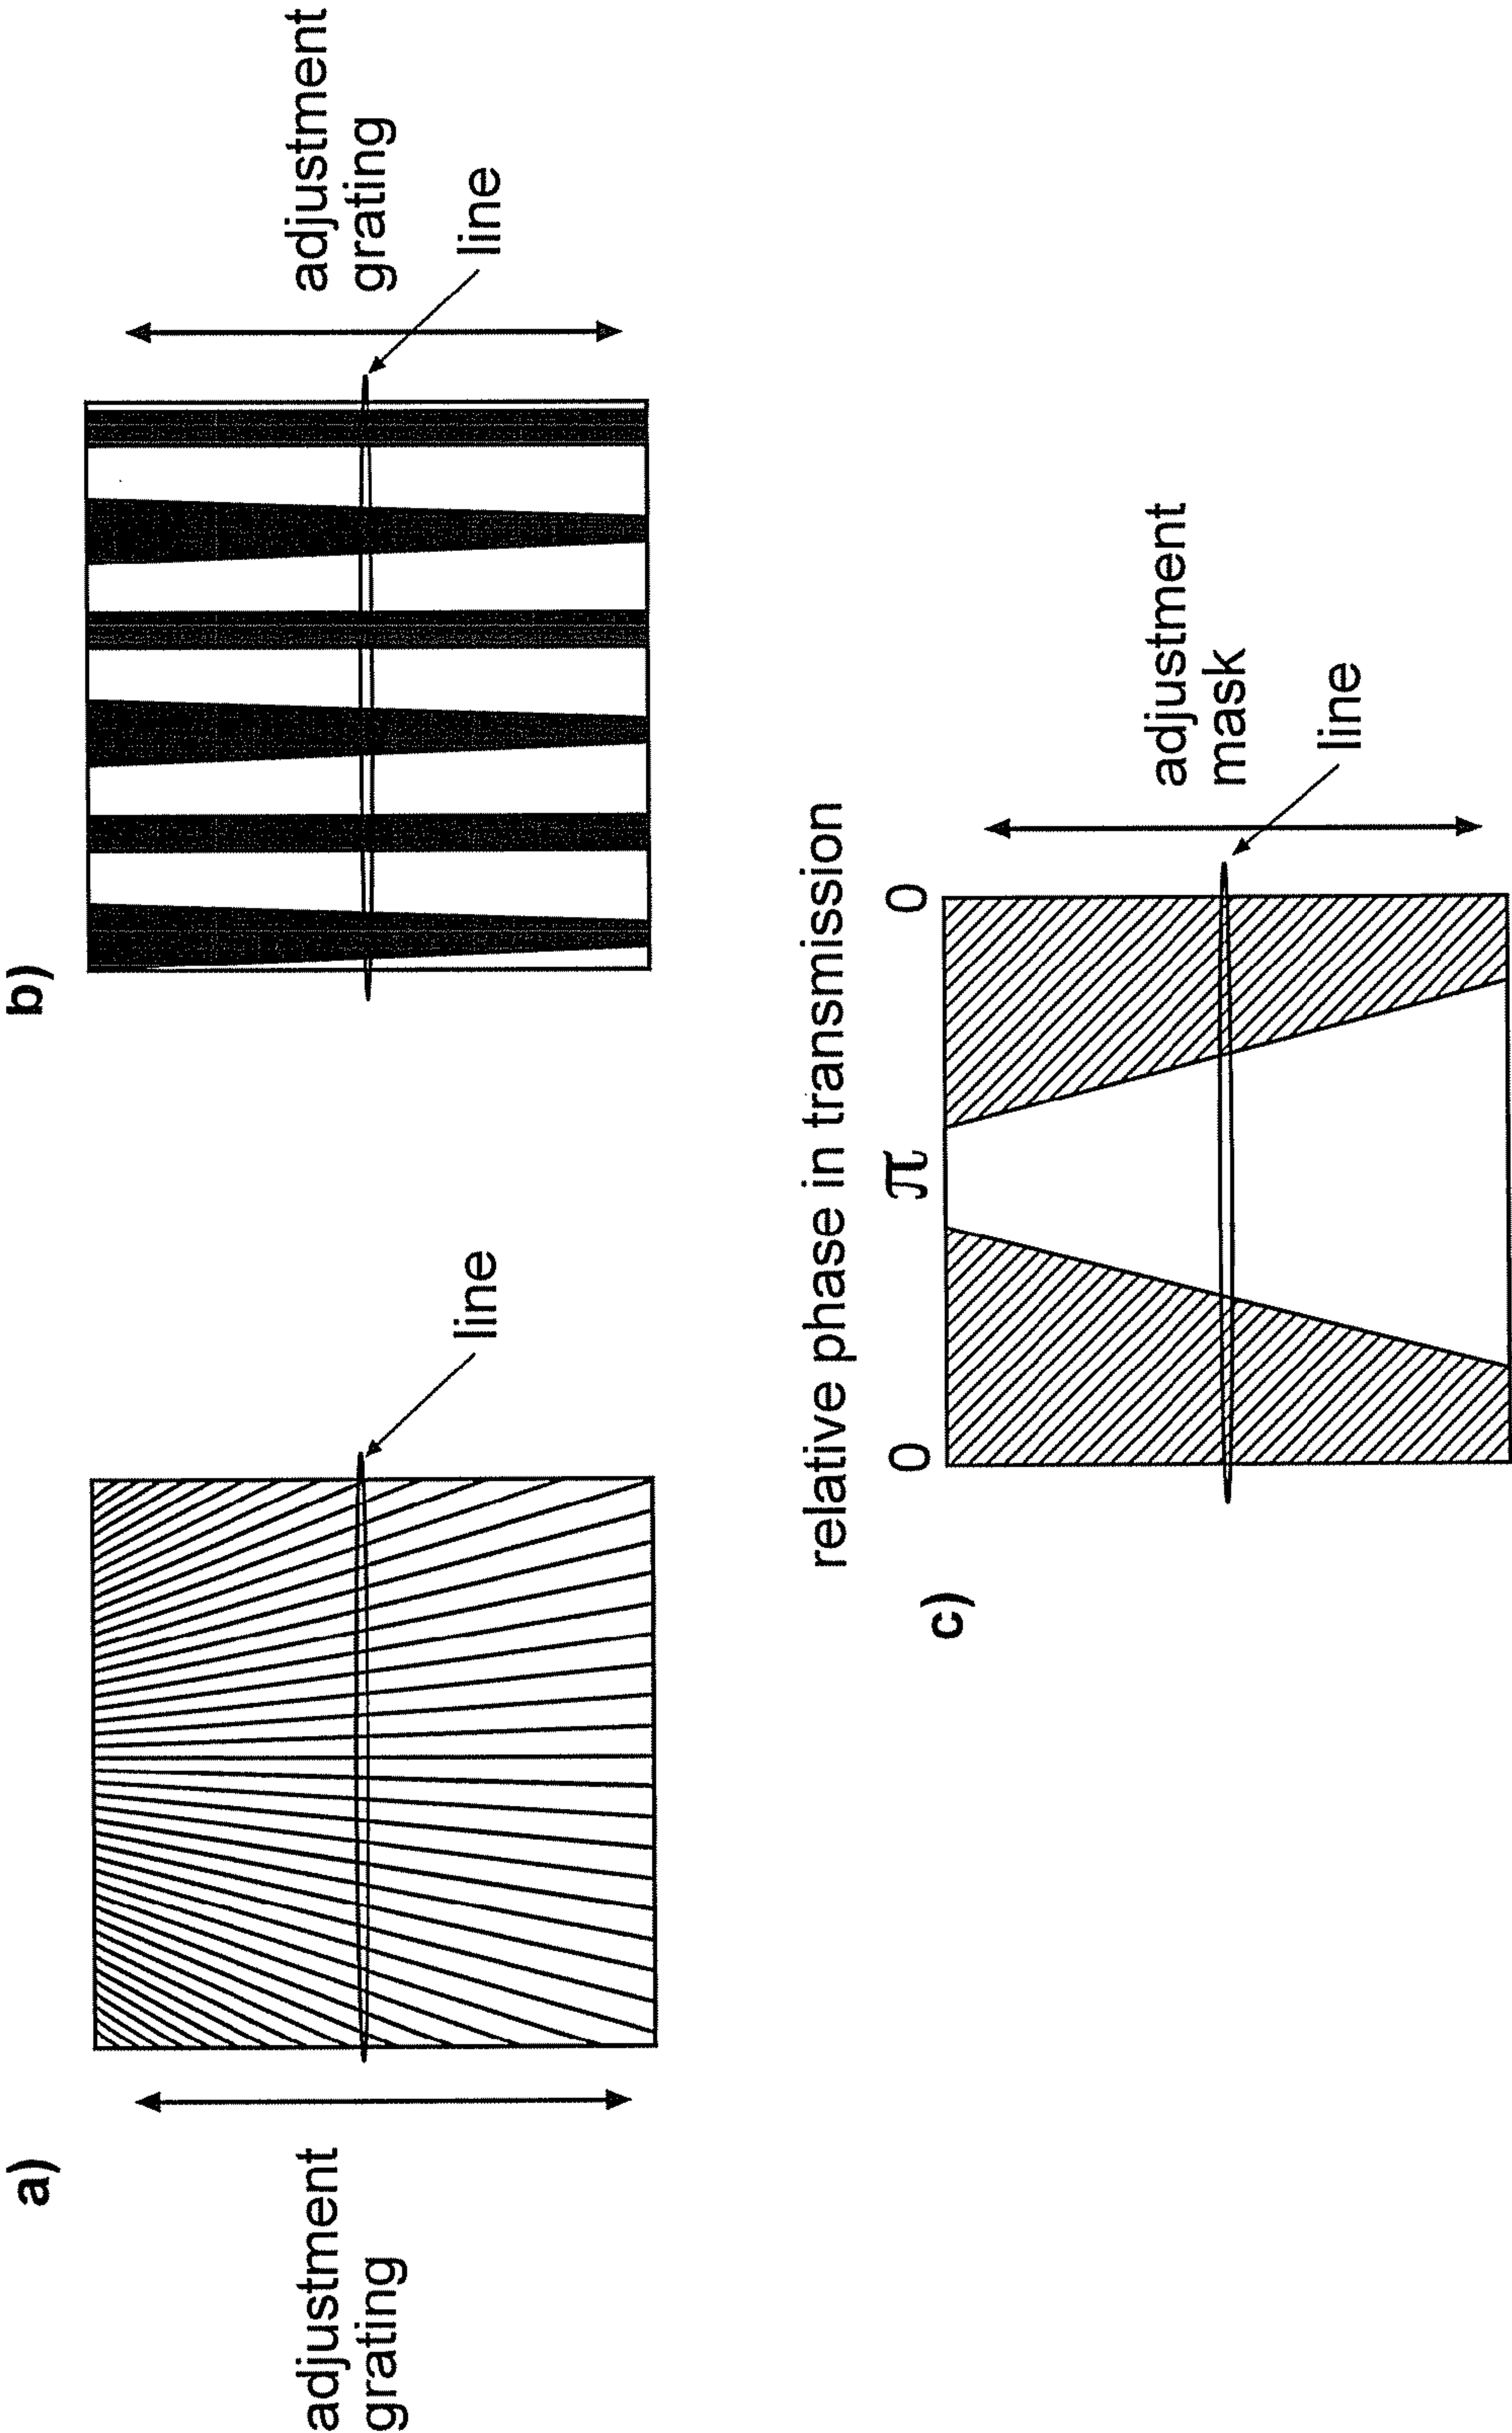 a)
adjustment
grating
line
b)
adjustment
grating
line
c)
relative phase in transmission
0
π
0
adjustment
mask
line